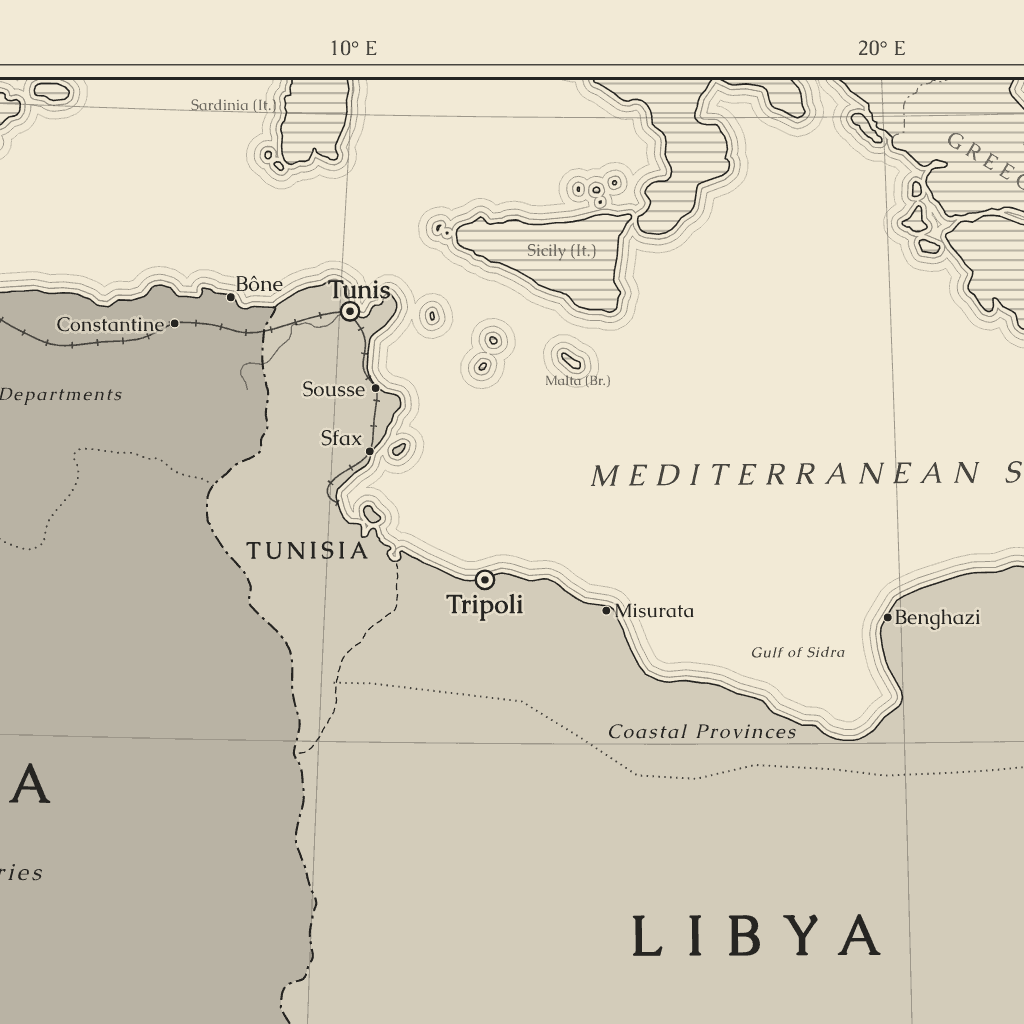 10° E
20° E
Sardinia (It.)
GREEC
Sicily (It.)
Bône
Tunis
Constantine
Malta (Br.)
Sousse
Departments
Sfax
MEDITERRANEAN S
TUNISIA
Tripoli
Misurata
Benghazi
Gulf of Sidra
Coastal Provinces
A
ries
LIBYA